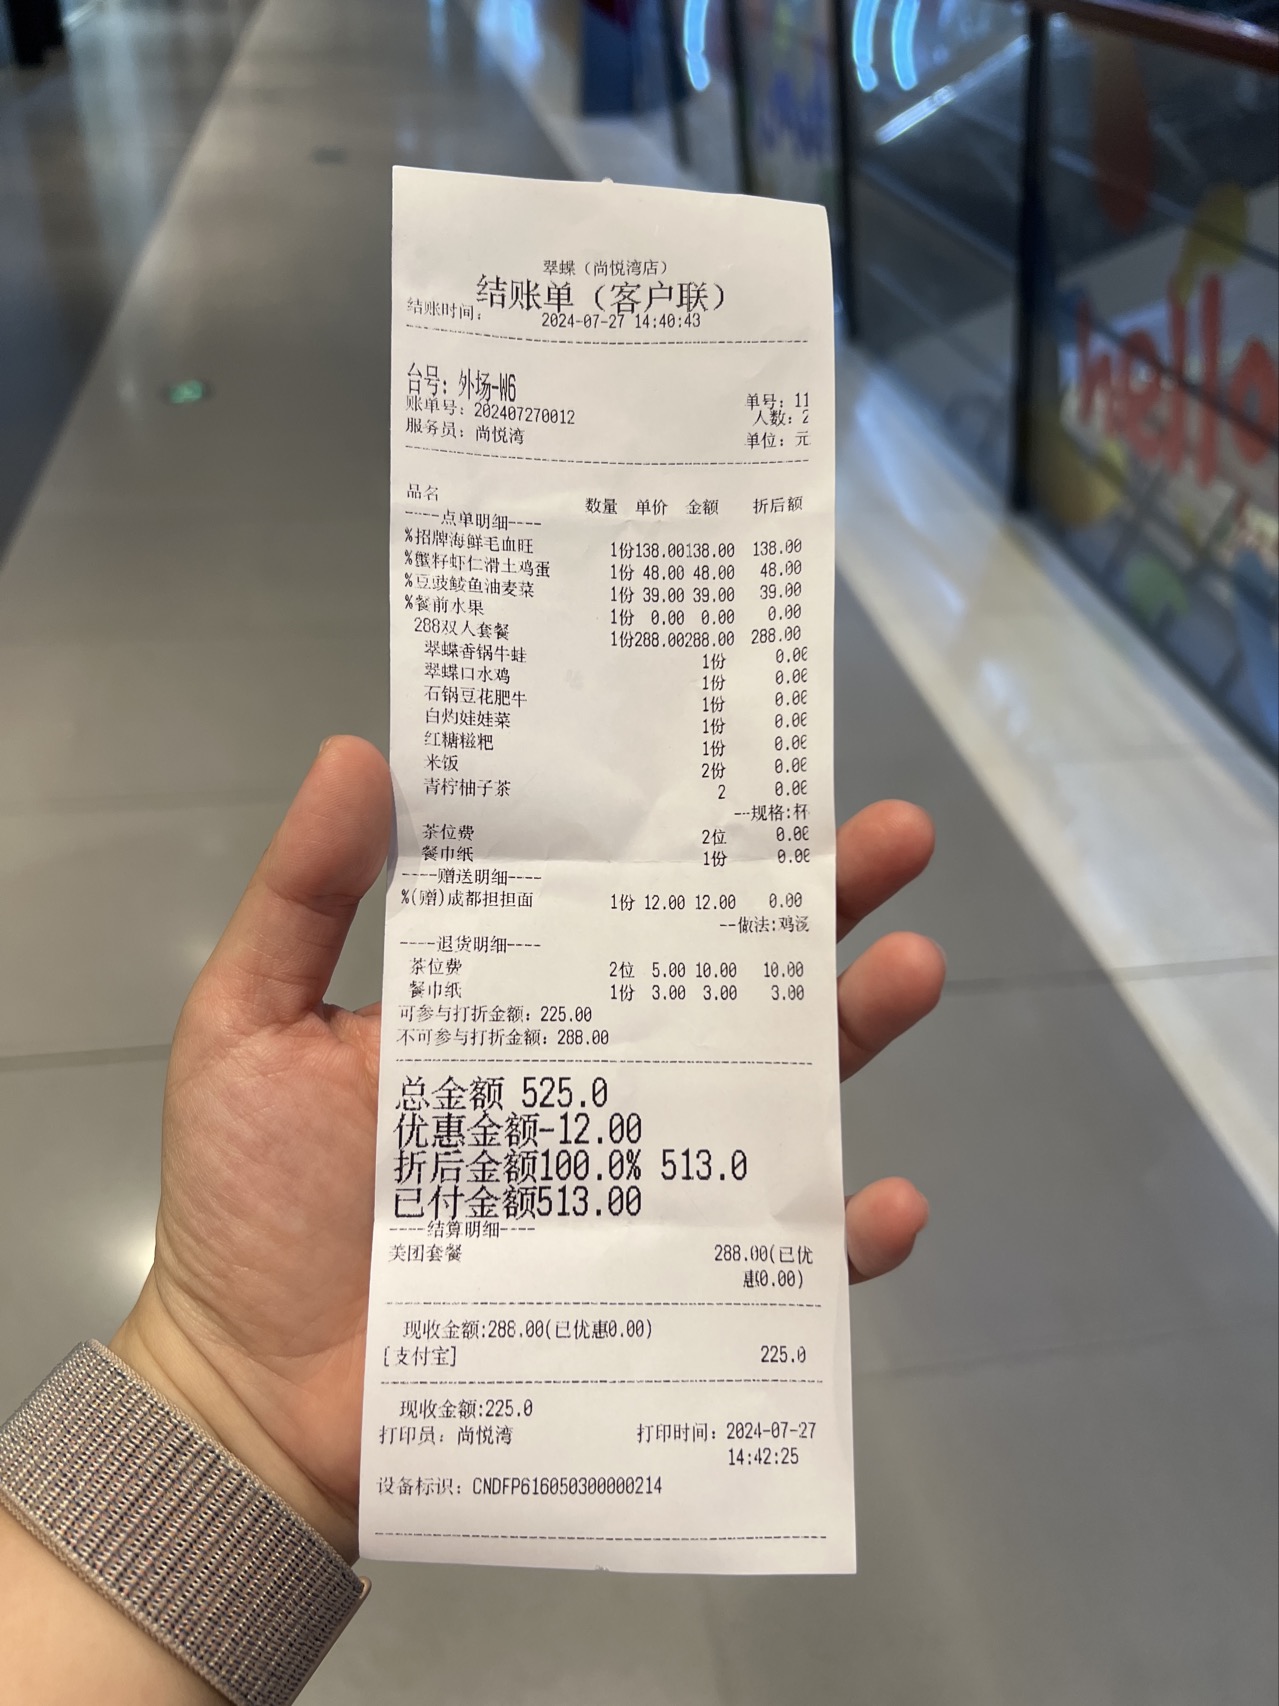 翠蝶（尚悦湾店）
结账单（客户联）
结账时间： 2024-07-27 14:40:43
台号：外场-W6
账单号：202407270012 单号：11
人数：2
服务员：尚悦湾 单位：元
品名 数量 单价 金额 折后额
----点单明细----
%招牌海鲜毛血旺 1份138.00138.00 138.00
%蟹籽虾仁滑土鸡蛋 1份 48.00 48.00 48.00
%豆豉鲮鱼油麦菜 1份 39.00 39.00 39.00
%餐前水果 1份 0.00 0.00 0.00
288双人套餐 1份288.00288.00 288.00
翠蝶香锅牛蛙 1份 0.00
翠蝶口水鸡 1份 0.00
石锅豆花肥牛 1份 0.00
白灼娃娃菜 1份 0.00
红糖糍粑 1份 0.00
米饭 2份 0.00
青柠柚子茶 2 0.00
--规格:杯
茶位费 2位 0.00
餐巾纸 1份 0.00
----赠送明细----
%(赠)成都担担面 1份 12.00 12.00 0.00
--做法:鸡汤
----退货明细----
茶位费 2位 5.00 10.00 10.00
餐巾纸 1份 3.00 3.00 3.00
可参与打折金额：225.00
不可参与打折金额：288.00
总金额 525.0
优惠金额-12.00
折后金额100.0% 513.0
已付金额513.00
----结算明细----
美团套餐 288.00(已优
惠0.00)
现收金额:288.00(已优惠0.00)
[支付宝] 225.0
现收金额:225.0
打印员：尚悦湾 打印时间：2024-07-27
14:42:25
设备标识：CNDFP616050300000214
hello